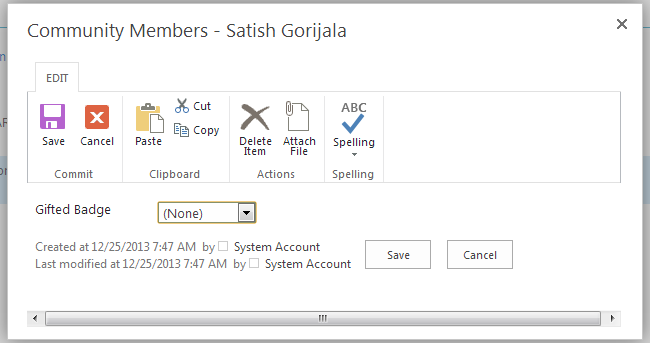 Community Members - Satish Gorijala
EDIT
Save
Cancel
Paste
Cut
Copy
Delete Item
Attach File
ABC
Spelling
Commit
Clipboard
Actions
Spelling
Gifted Badge
(None)
Created at 12/25/2013 7:47 AM by System Account
Last modified at 12/25/2013 7:47 AM by System Account
Save
Cancel